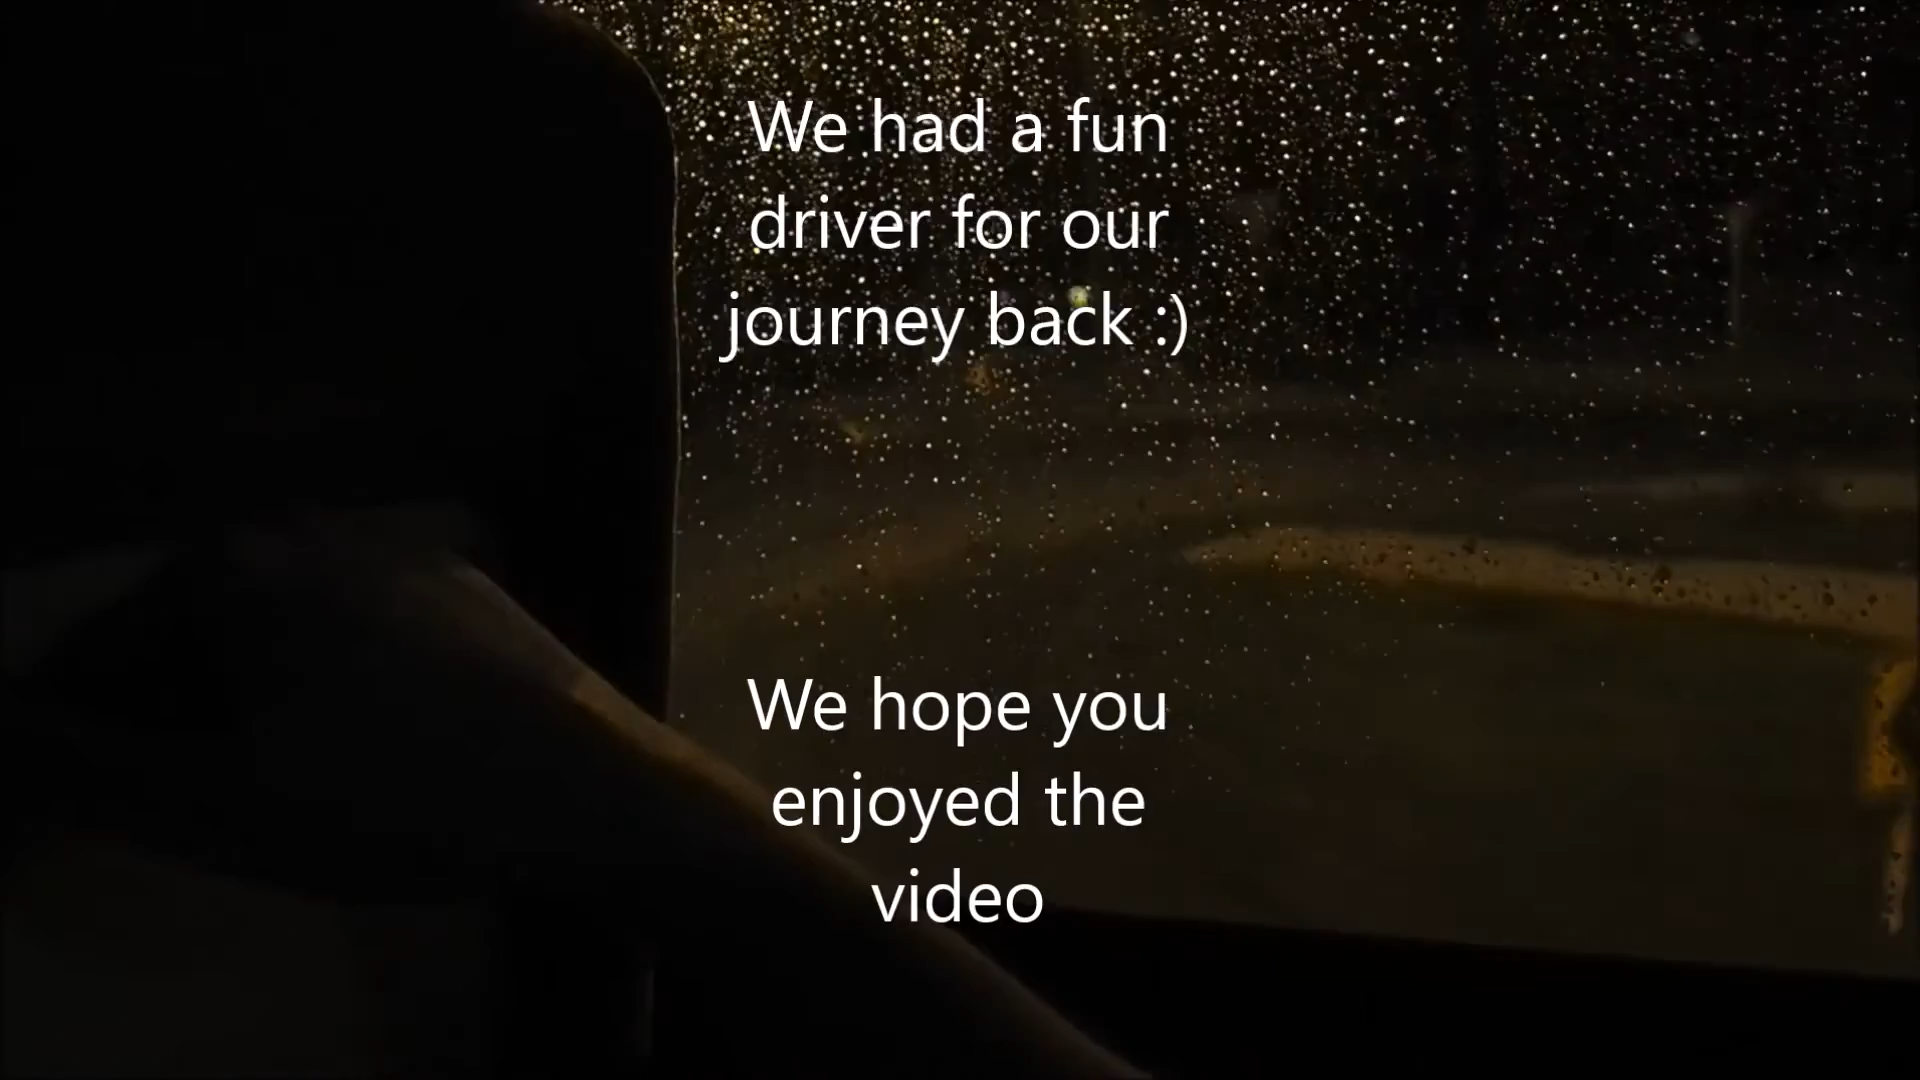 We had a fun
driver for our
journey back :)
We hope you
enjoyed the
video